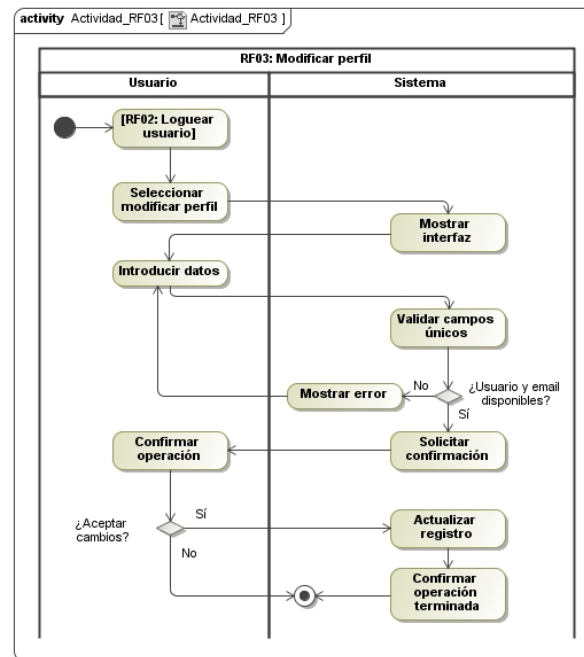 activity Actividad_RF03 [ Actividad_RF03 ]
RF03: Modificar perfil
Usuario
Sistema
[RF02: Loguear
usuario]
Seleccionar
modificar perfil
Mostrar
interfaz
Introducir datos
Validar campos
únicos
¿Usuario y email
disponibles?
No
Mostrar error
Sí
Solicitar
confirmación
Confirmar
operación
¿Aceptar
cambios?
Sí
No
Actualizar
registro
Confirmar
operación
terminada